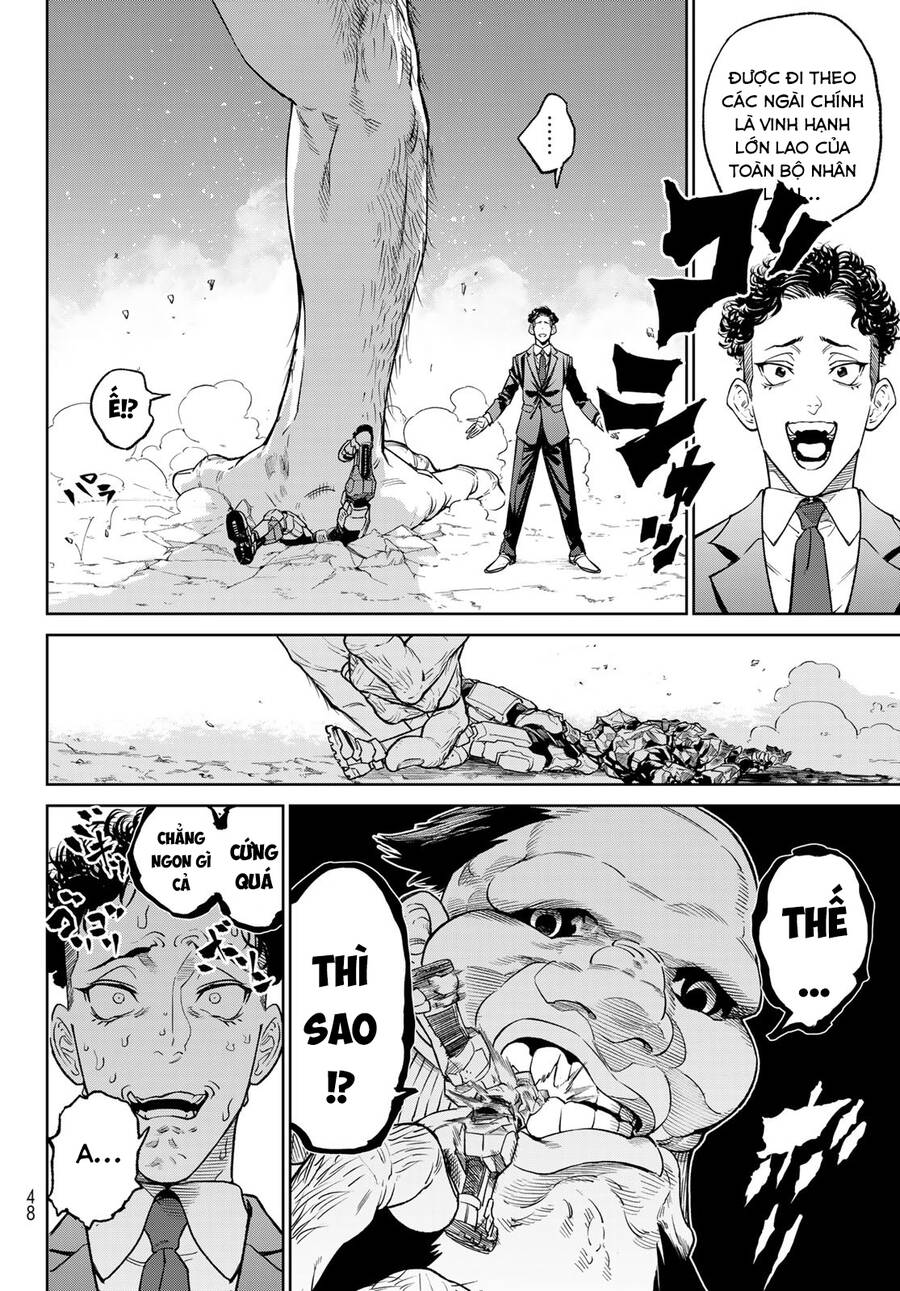 ĐƯỢC ĐI THEO
CÁC NGÀI CHÍNH
LÀ VINH HẠNH
LỚN LAO CỦA
TOÀN BỘ NHÂN
......
Ế!?
THẾ
...
THÌ
SAO
!?
CỨNG
QUÁ
CHẲNG
NGON GÌ
CẢ
A...
48